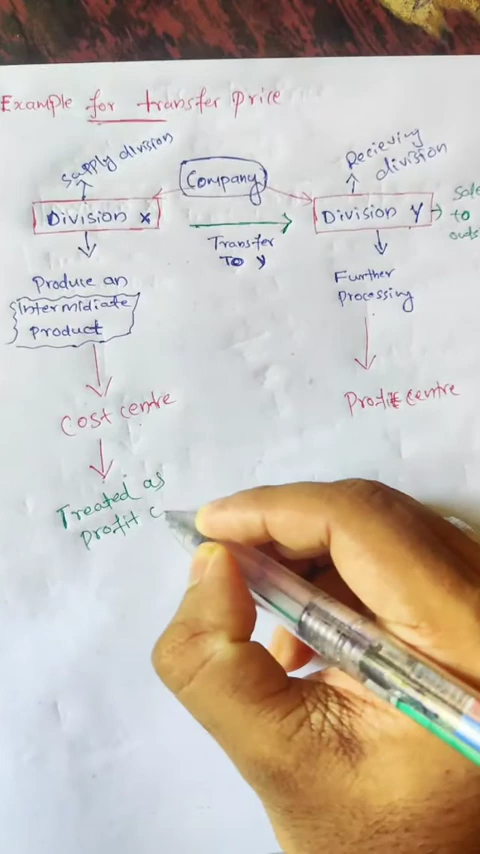 Example for transfer price
Supply division
Company
Recieving
division
Division X
Transfer
To y
Division Y
to
Produce an
Intermidiate
Product
Further
Processing
Cost centre
Profit centre
Treated as
profit c